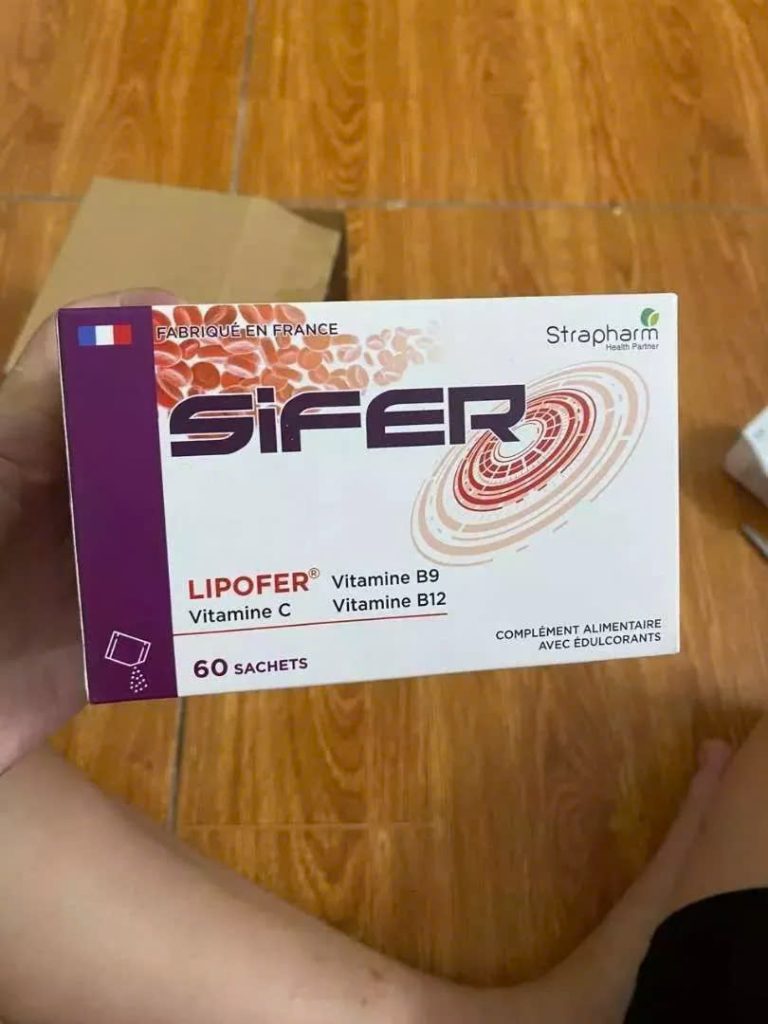 FABRIQUÉ EN FRANCE
Strapharm
Health Partner
SiFER
LIPOFER®
Vitamine C
Vitamine B9
Vitamine B12
60 SACHETS
COMPLÉMENT ALIMENTAIRE
AVEC ÉDULCORANTS